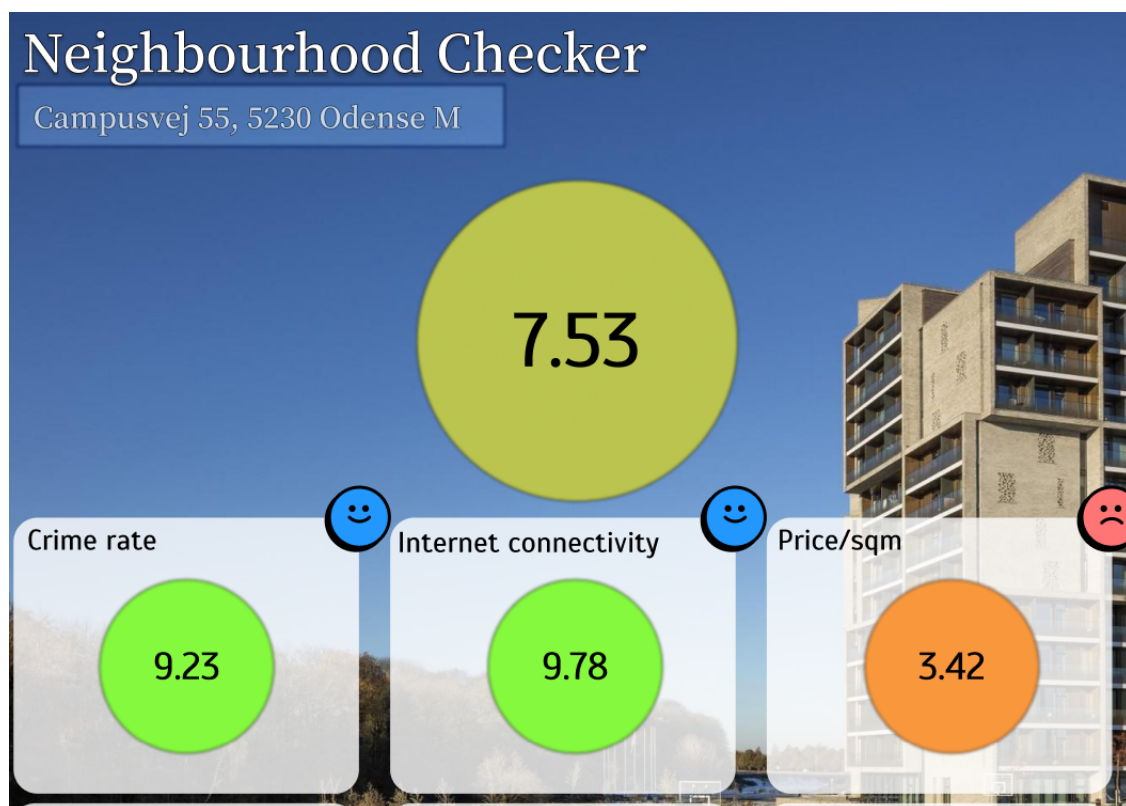 Neighbourhood Checker
Campusvej 55, 5230 Odense M
7.53
Crime rate
Internet connectivity
Price/sqm
9.23
9.78
3.42